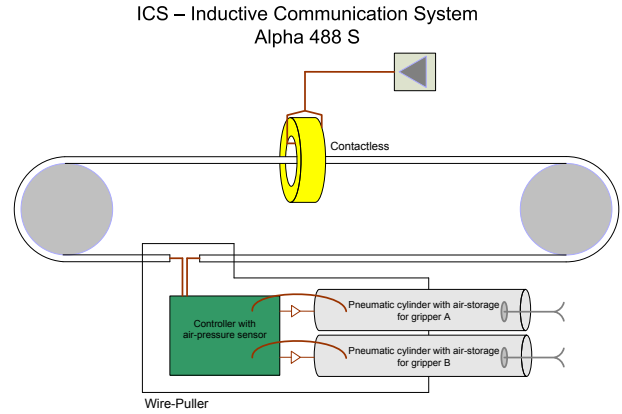 ICS – Inductive Communication System
Alpha 488 S
Contactless
Pneumatic cylinder with air-storage
for gripper A
Controller with
air-pressure sensor
Pneumatic cylinder with air-storage
for gripper B
Wire-Puller